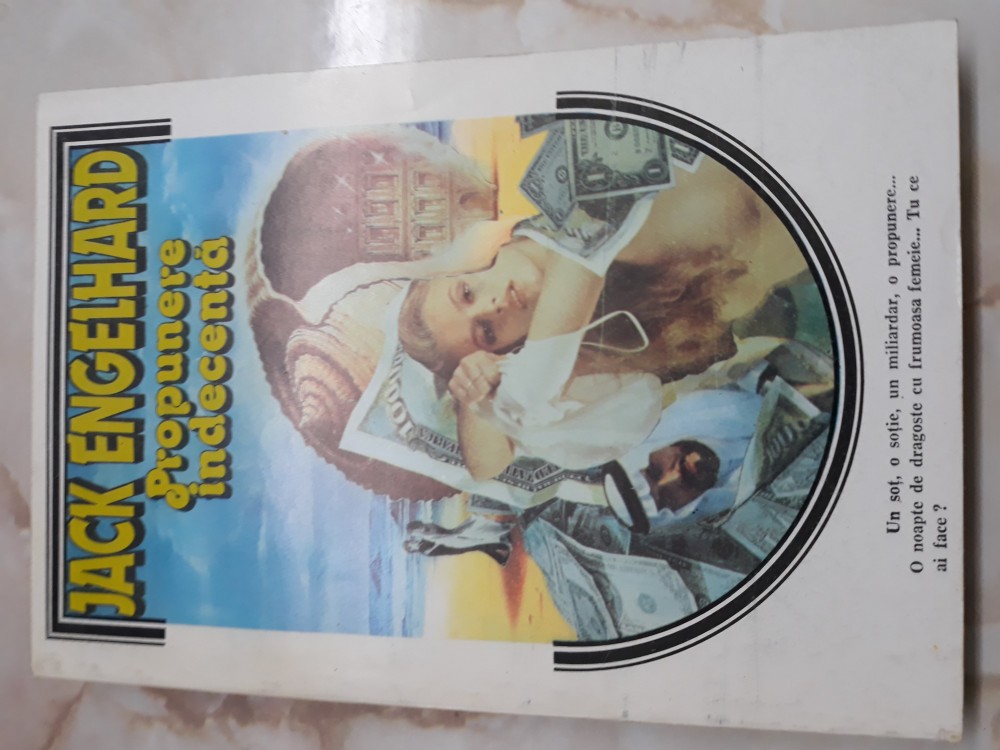 JACK ENGELHARD
Propunere
indecentă
Un soț, o soție, un miliardar, o propunere...
O noapte de dragoste cu frumoasa femeie... Tu ce
ai face ?